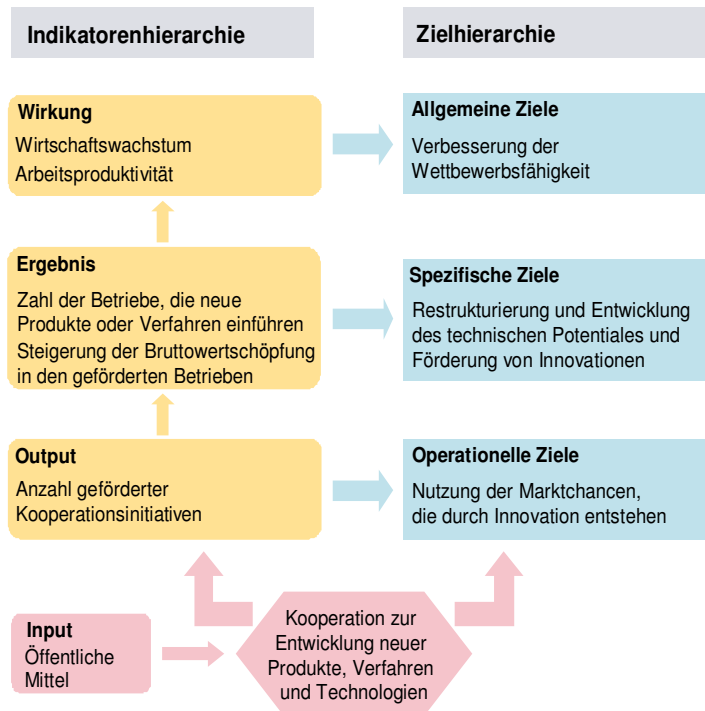 Indikatorenhierarchie
Zielhierarchie
Wirkung
Wirtschaftswachstum
Arbeitsproduktivität
Allgemeine Ziele
Verbesserung der
Wettbewerbsfähigkeit
Ergebnis
Zahl der Betriebe, die neue
Produkte oder Verfahren einführen
Steigerung der Bruttowertschöpfung
in den geförderten Betrieben
Spezifische Ziele
Restrukturierung und Entwicklung
des technischen Potentiales und
Förderung von Innovationen
Output
Anzahl geförderter
Kooperationsinitiativen
Operationelle Ziele
Nutzung der Marktchancen,
die durch Innovation entstehen
Input
Öffentliche
Mittel
Kooperation zur
Entwicklung neuer
Produkte, Verfahren
und Technologien